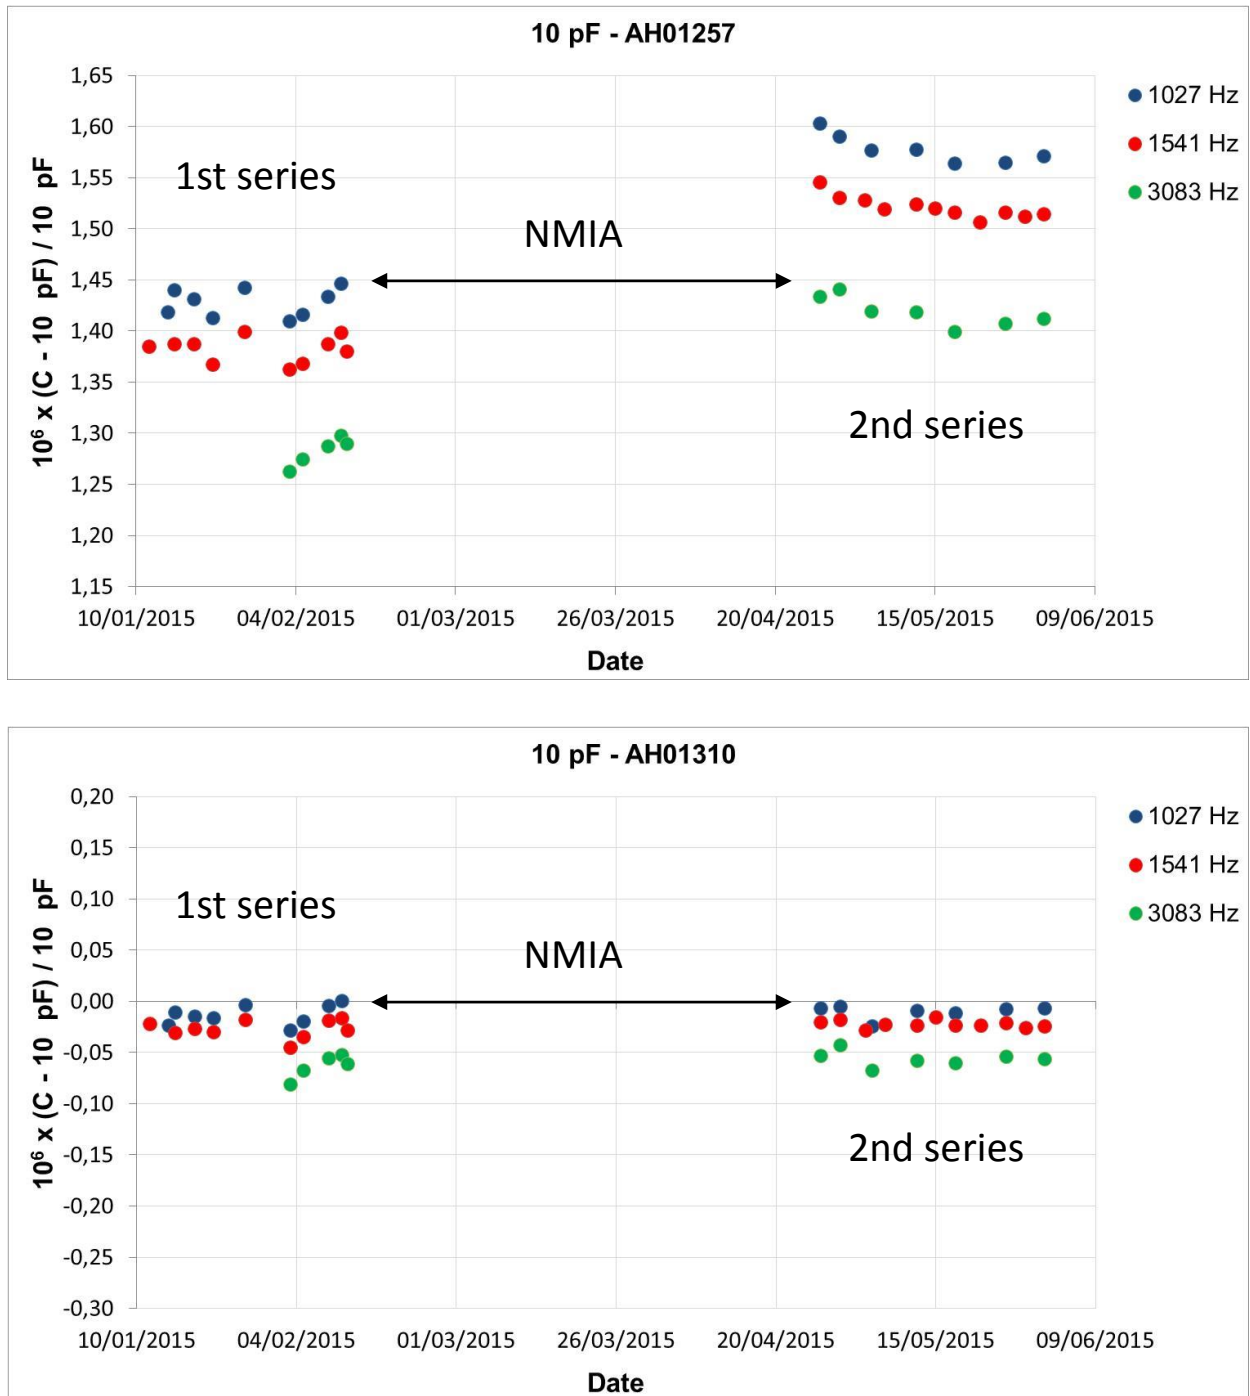 10 pF - AH01257
1,65
1,60
1,55
1,50
1,45
1,40
1,35
1,30
1,25
1,20
1,15
10⁶ x (C - 10 pF) / 10 pF
1st series
NMIA
2nd series
1027 Hz
1541 Hz
3083 Hz
10/01/2015 04/02/2015 01/03/2015 26/03/2015 20/04/2015 15/05/2015 09/06/2015
Date
10 pF - AH01310
0,20
0,15
0,10
0,05
0,00
-0,05
-0,10
-0,15
-0,20
-0,25
-0,30
10⁶ x (C - 10 pF) / 10 pF
1st series
NMIA
2nd series
1027 Hz
1541 Hz
3083 Hz
10/01/2015 04/02/2015 01/03/2015 26/03/2015 20/04/2015 15/05/2015 09/06/2015
Date